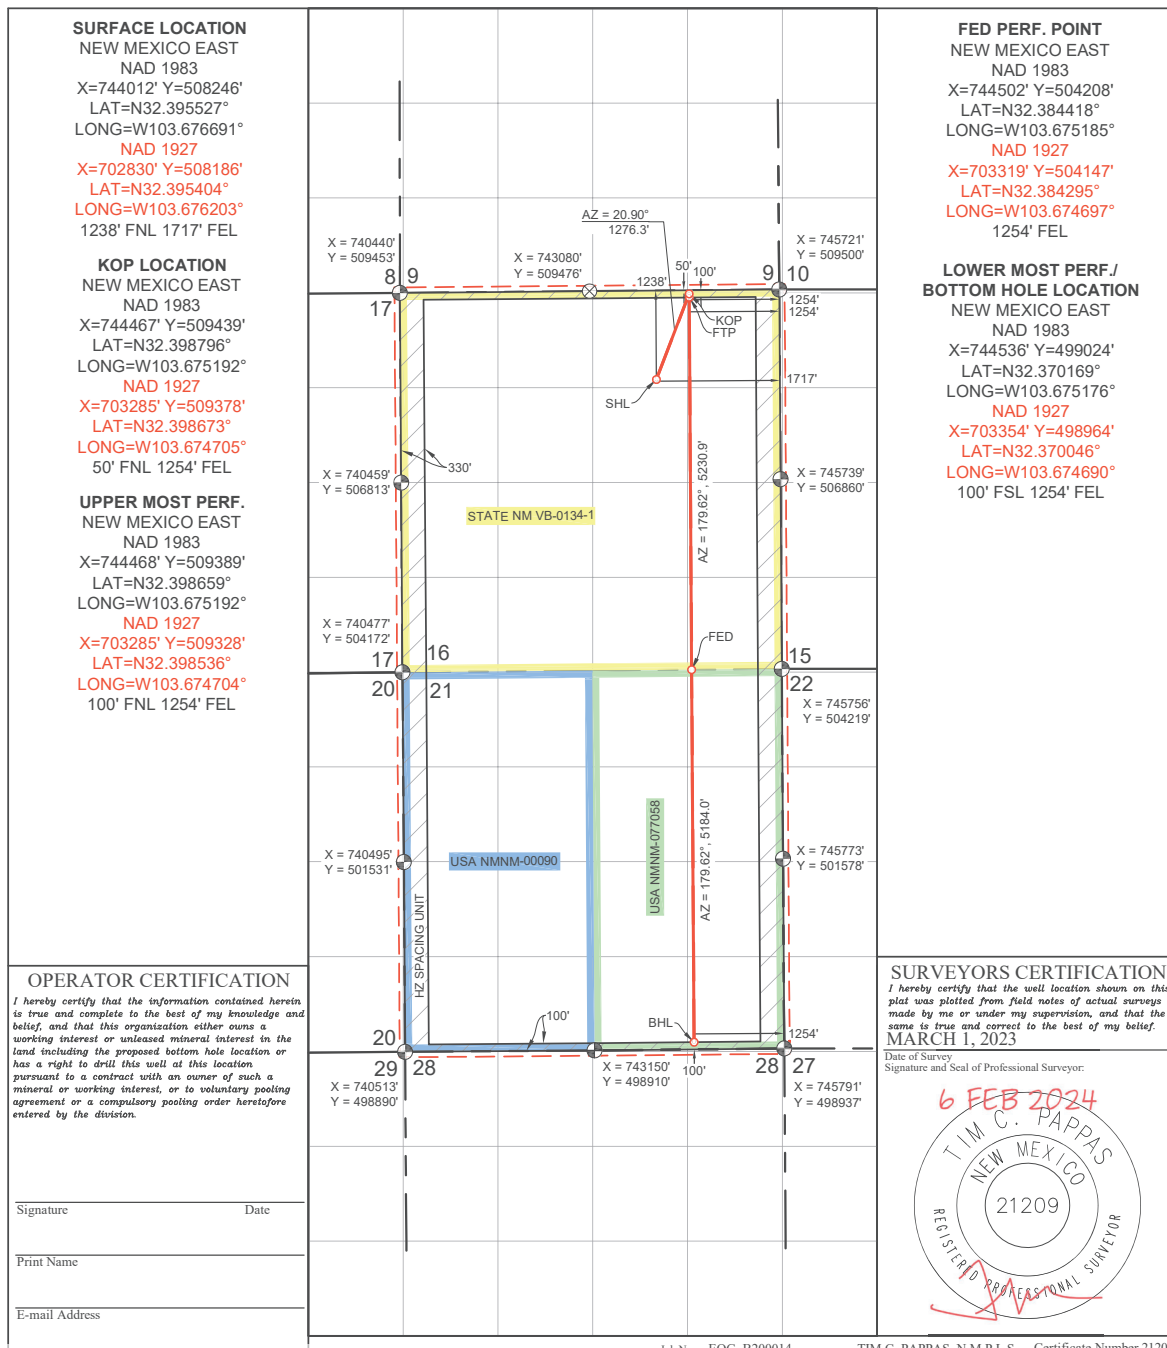 SURFACE LOCATION
NEW MEXICO EAST
NAD 1983
X=744012' Y=508246'
LAT=N32.395527°
LONG=W103.676691°
NAD 1927
X=702830' Y=508186'
LAT=N32.395404°
LONG=W103.676203°
1238' FNL 1717' FEL
KOP LOCATION
NEW MEXICO EAST
NAD 1983
X=744467' Y=509439'
LAT=N32.398796°
LONG=W103.675192°
NAD 1927
X=703285' Y=509378'
LAT=N32.398673°
LONG=W103.674705°
50' FNL 1254' FEL
UPPER MOST PERF.
NEW MEXICO EAST
NAD 1983
X=744468' Y=509389'
LAT=N32.398659°
LONG=W103.675192°
NAD 1927
X=703285' Y=509328'
LAT=N32.398536°
LONG=W103.674704°
100' FNL 1254' FEL
OPERATOR CERTIFICATION
I hereby certify that the information contained herein
is true and complete to the best of my knowledge and
belief, and that this organization either owns a
working interest or unleased mineral interest in the
land including the proposed bottom hole location or
has a right to drill this well at this location
pursuant to a contract with an owner of such a
mineral or working interest, or to voluntary pooling
agreement or a compulsory pooling order heretofore
entered by the division.
Signature Date
Print Name
E-mail Address
AZ = 20.90°
1276.3'
X = 740440'
Y = 509453'
X = 743080'
Y = 509476'
X = 745721'
Y = 509500'
8 9
17
9 10
1238'
50'
100'
1254'
1254'
KOP
FTP
1717'
SHL
330'
X = 740459'
Y = 506813'
X = 745739'
Y = 506860'
STATE NM VB-0134-1
AZ = 179.62°, 5230.9'
X = 740477'
Y = 504172'
FED
17 16
20 21
15
22
X = 745756'
Y = 504219'
USA NMNM-00090
USA NMNM-077058
AZ = 179.62°, 5184.0'
X = 740495'
Y = 501531'
X = 745773'
Y = 501578'
HZ SPACING UNIT
100'
BHL
1254'
100'
20
29 28
28 27
X = 740513'
Y = 498890'
X = 743150'
Y = 498910'
X = 745791'
Y = 498937'
FED PERF. POINT
NEW MEXICO EAST
NAD 1983
X=744502' Y=504208'
LAT=N32.384418°
LONG=W103.675185°
NAD 1927
X=703319' Y=504147'
LAT=N32.384295°
LONG=W103.674697°
1254' FEL
LOWER MOST PERF./
BOTTOM HOLE LOCATION
NEW MEXICO EAST
NAD 1983
X=744536' Y=499024'
LAT=N32.370169°
LONG=W103.675176°
NAD 1927
X=703354' Y=498964'
LAT=N32.370046°
LONG=W103.674690°
100' FSL 1254' FEL
SURVEYORS CERTIFICATION
I hereby certify that the well location shown on this
plat was plotted from field notes of actual surveys
made by me or under my supervision, and that the
same is true and correct to the best of my belief.
MARCH 1, 2023
Date of Survey
Signature and Seal of Professional Surveyor:
6 FEB 2024
TIM C. PAPPAS
NEW MEXICO
21209
REGISTERED PROFESSIONAL SURVEYOR